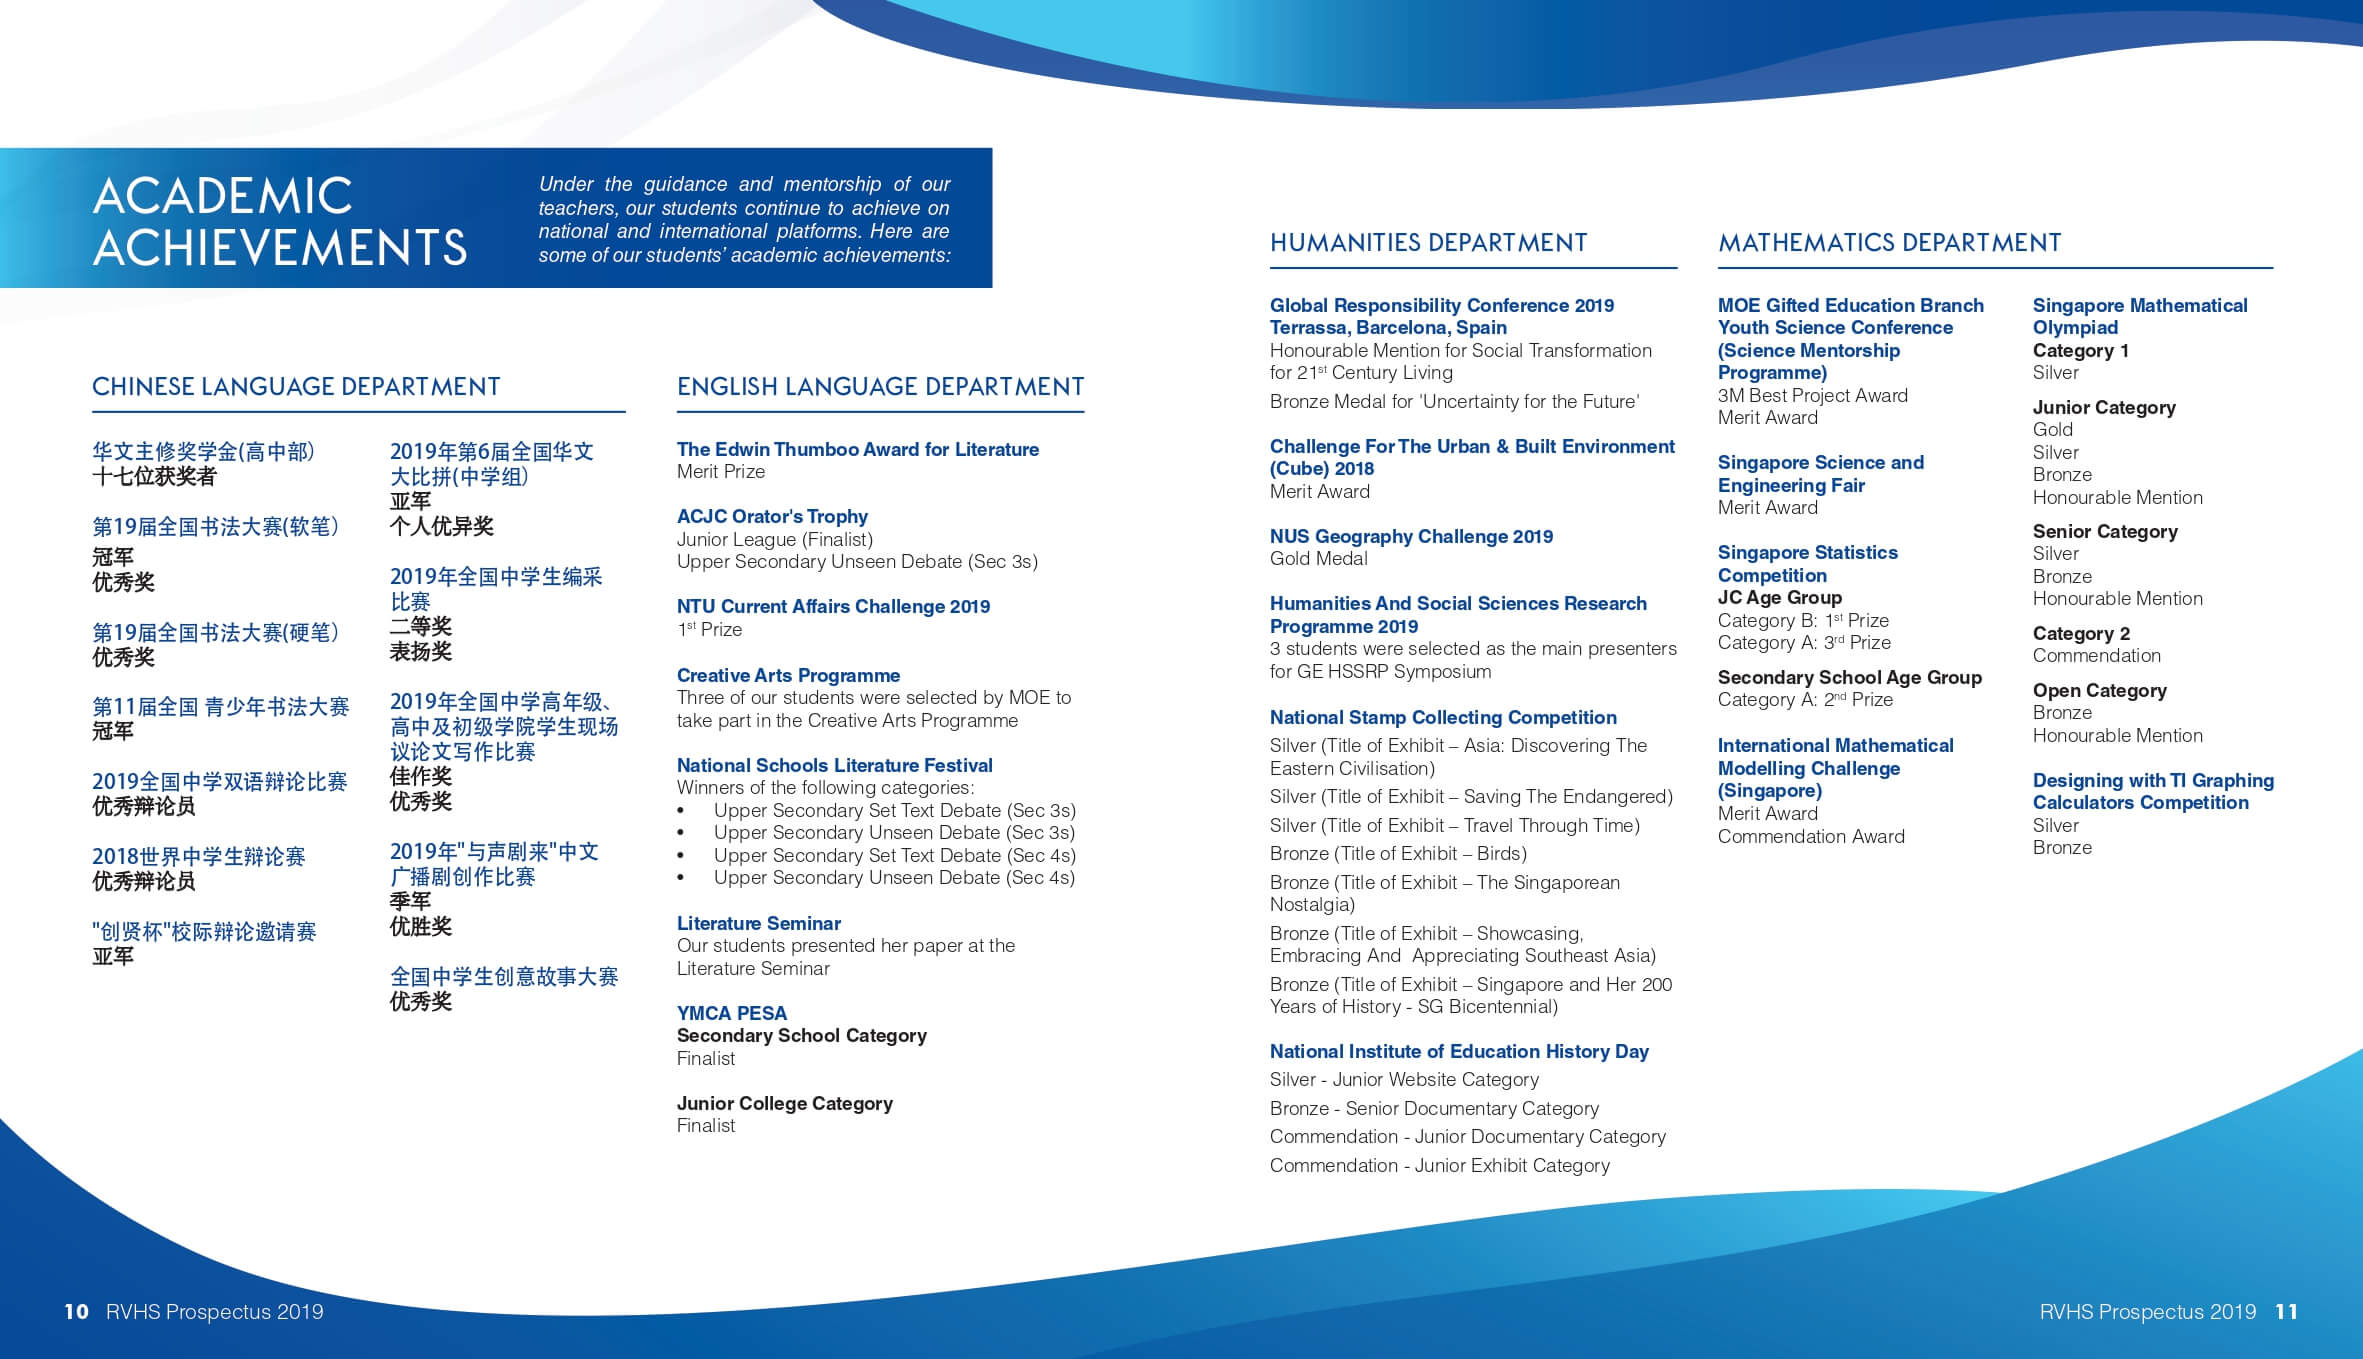 ACADEMIC
ACHIEVEMENTS
Under the guidance and mentorship of our
teachers, our students continue to achieve on
national and international platforms. Here are
some of our students’ academic achievements:
CHINESE LANGUAGE DEPARTMENT
华文主修奖学金(高中部）
十七位获奖者
第19届全国书法大赛(软笔）
冠军
优秀奖
第19届全国书法大赛(硬笔）
优秀奖
第11届全国 青少年书法大赛
冠军
2019全国中学双语辩论比赛
优秀辩论员
2018世界中学生辩论赛
优秀辩论员
"创贤杯"校际辩论邀请赛
亚军
2019年第6届全国华文
大比拼(中学组）
亚军
个人优异奖
2019年全国中学生编采
比赛
二等奖
表扬奖
2019年全国中学高年级、
高中及初级学院学生现场
议论文写作比赛
佳作奖
优秀奖
2019年"与声剧来"中文
广播剧创作比赛
季军
优胜奖
全国中学生创意故事大赛
优秀奖
ENGLISH LANGUAGE DEPARTMENT
The Edwin Thumboo Award for Literature
Merit Prize
ACJC Orator's Trophy
Junior League (Finalist)
Upper Secondary Unseen Debate (Sec 3s)
NTU Current Affairs Challenge 2019
1st Prize
Creative Arts Programme
Three of our students were selected by MOE to
take part in the Creative Arts Programme
National Schools Literature Festival
Winners of the following categories:
• Upper Secondary Set Text Debate (Sec 3s)
• Upper Secondary Unseen Debate (Sec 3s)
• Upper Secondary Set Text Debate (Sec 4s)
• Upper Secondary Unseen Debate (Sec 4s)
Literature Seminar
Our students presented her paper at the
Literature Seminar
YMCA PESA
Secondary School Category
Finalist
Junior College Category
Finalist
10 RVHS Prospectus 2019
HUMANITIES DEPARTMENT
Global Responsibility Conference 2019
Terrassa, Barcelona, Spain
Honourable Mention for Social Transformation
for 21st Century Living
Bronze Medal for 'Uncertainty for the Future'
Challenge For The Urban & Built Environment
(Cube) 2018
Merit Award
NUS Geography Challenge 2019
Gold Medal
Humanities And Social Sciences Research
Programme 2019
3 students were selected as the main presenters
for GE HSSRP Symposium
National Stamp Collecting Competition
Silver (Title of Exhibit – Asia: Discovering The
Eastern Civilisation)
Silver (Title of Exhibit – Saving The Endangered)
Silver (Title of Exhibit – Travel Through Time)
Bronze (Title of Exhibit – Birds)
Bronze (Title of Exhibit – The Singaporean
Nostalgia)
Bronze (Title of Exhibit – Showcasing,
Embracing And Appreciating Southeast Asia)
Bronze (Title of Exhibit – Singapore and Her 200
Years of History - SG Bicentennial)
National Institute of Education History Day
Silver - Junior Website Category
Bronze - Senior Documentary Category
Commendation - Junior Documentary Category
Commendation - Junior Exhibit Category
MATHEMATICS DEPARTMENT
MOE Gifted Education Branch
Youth Science Conference
(Science Mentorship
Programme)
3M Best Project Award
Merit Award
Singapore Science and
Engineering Fair
Merit Award
Singapore Statistics
Competition
JC Age Group
Category B: 1st Prize
Category A: 3rd Prize
Secondary School Age Group
Category A: 2nd Prize
International Mathematical
Modelling Challenge
(Singapore)
Merit Award
Commendation Award
Singapore Mathematical
Olympiad
Category 1
Silver
Junior Category
Gold
Silver
Bronze
Honourable Mention
Senior Category
Silver
Bronze
Honourable Mention
Category 2
Commendation
Open Category
Bronze
Honourable Mention
Designing with TI Graphing
Calculators Competition
Silver
Bronze
RVHS Prospectus 2019 11